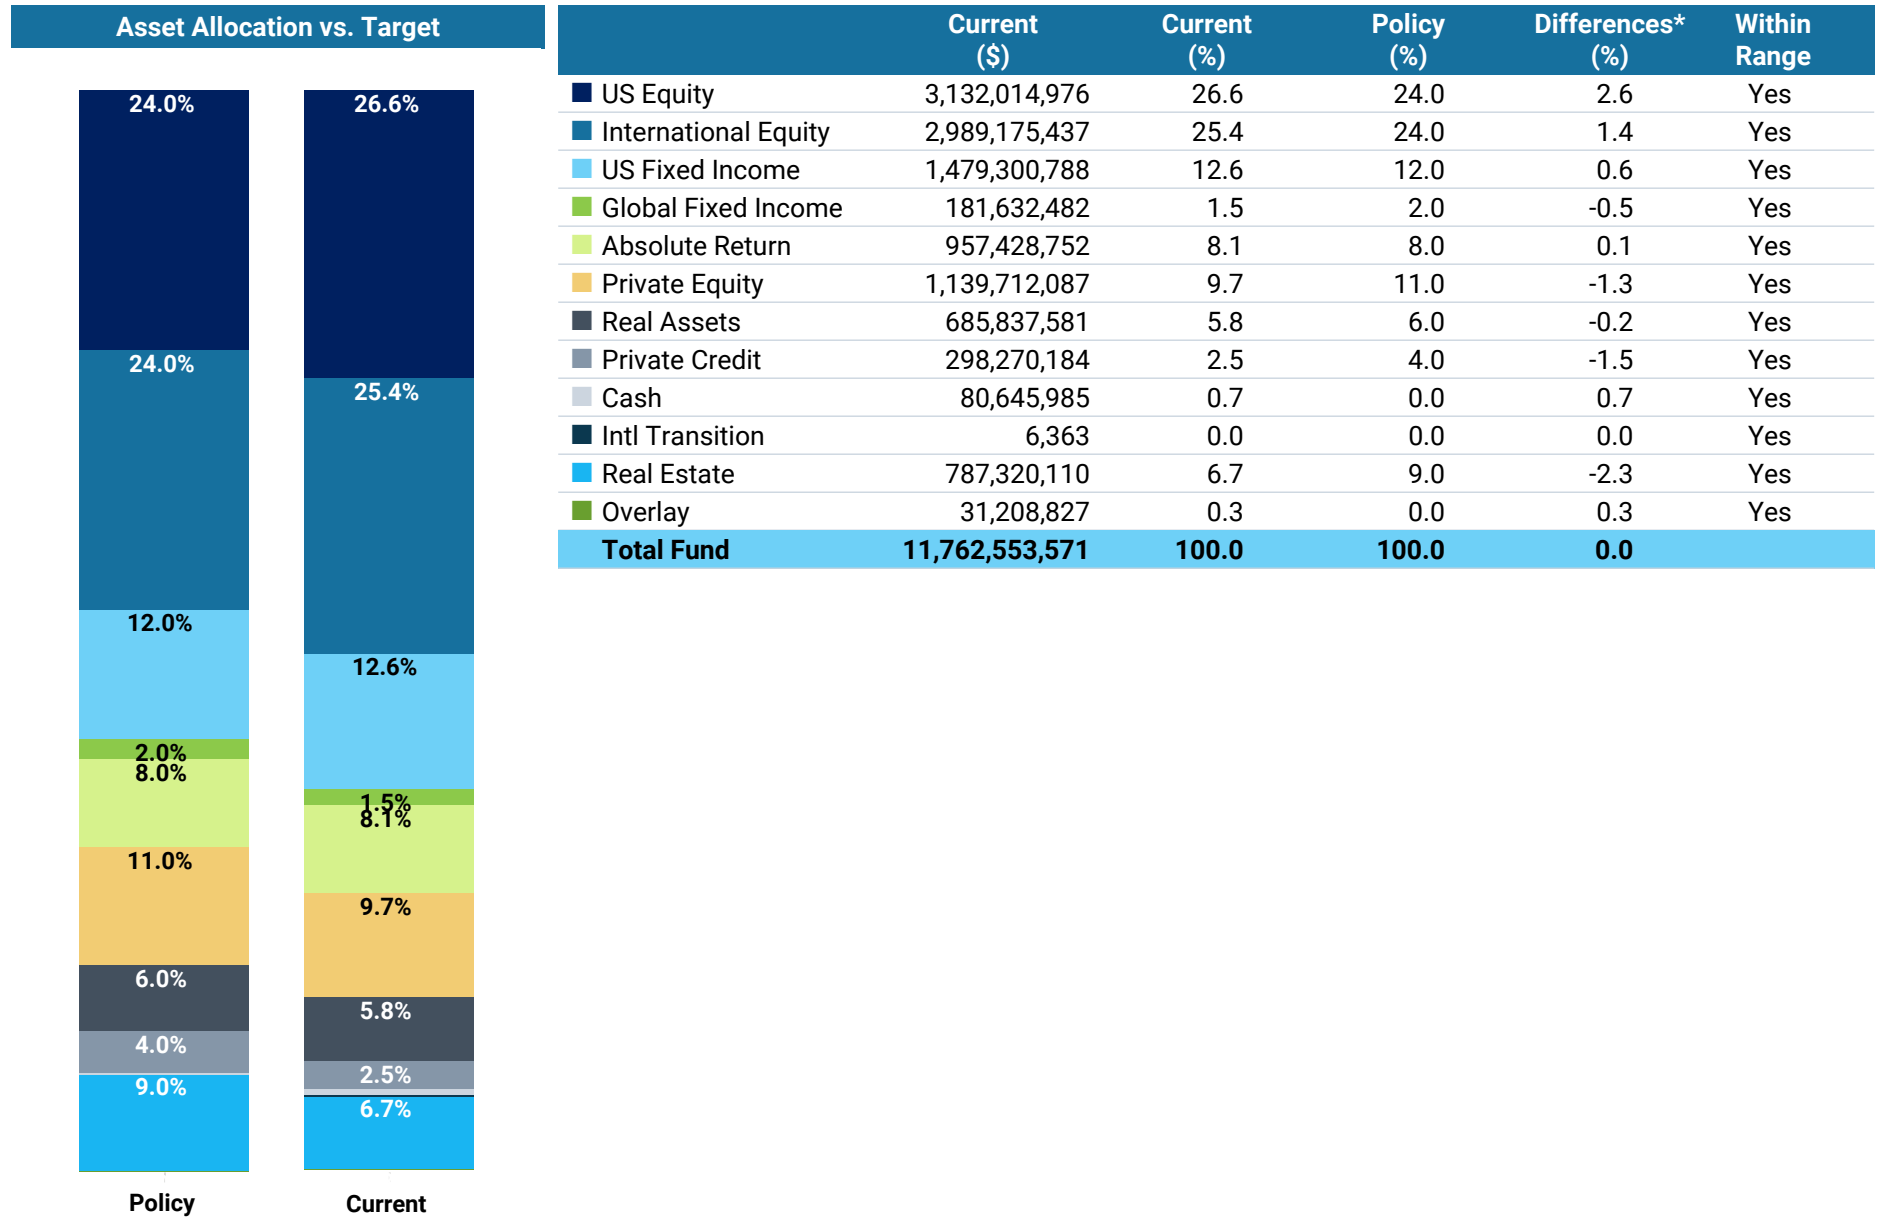 Asset Allocation vs. Target
24.0%
24.0%
12.0%
2.0%
8.0%
11.0%
6.0%
4.0%
9.0%
Policy
26.6%
25.4%
12.6%
1.5%
8.1%
9.7%
5.8%
2.5%
6.7%
Current
Current ($) Current (%) Policy (%) Differences* (%) Within Range
US Equity 3,132,014,976 26.6 24.0 2.6 Yes
International Equity 2,989,175,437 25.4 24.0 1.4 Yes
US Fixed Income 1,479,300,788 12.6 12.0 0.6 Yes
Global Fixed Income 181,632,482 1.5 2.0 -0.5 Yes
Absolute Return 957,428,752 8.1 8.0 0.1 Yes
Private Equity 1,139,712,087 9.7 11.0 -1.3 Yes
Real Assets 685,837,581 5.8 6.0 -0.2 Yes
Private Credit 298,270,184 2.5 4.0 -1.5 Yes
Cash 80,645,985 0.7 0.0 0.7 Yes
Intl Transition 6,363 0.0 0.0 0.0 Yes
Real Estate 787,320,110 6.7 9.0 -2.3 Yes
Overlay 31,208,827 0.3 0.0 0.3 Yes
Total Fund 11,762,553,571 100.0 100.0 0.0